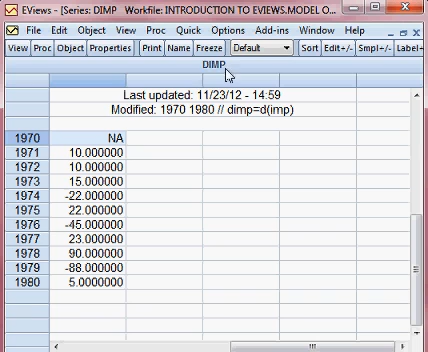 EViews - [Series: DIMP Workfile: INTRODUCTION TO EVIEWS.MODEL O...
File Edit Object View Proc Quick Options Add-ins Window Help
View Proc Object Properties Print Name Freeze Default Sort Edit+/- Smpl+/- Label+
DIMP
Last updated: 11/23/12 - 14:59
Modified: 1970 1980 // dimp=d(imp)
1970 NA
1971 10.000000
1972 10.000000
1973 15.000000
1974 -22.000000
1975 22.000000
1976 -45.000000
1977 23.000000
1978 90.000000
1979 -88.000000
1980 5.0000000